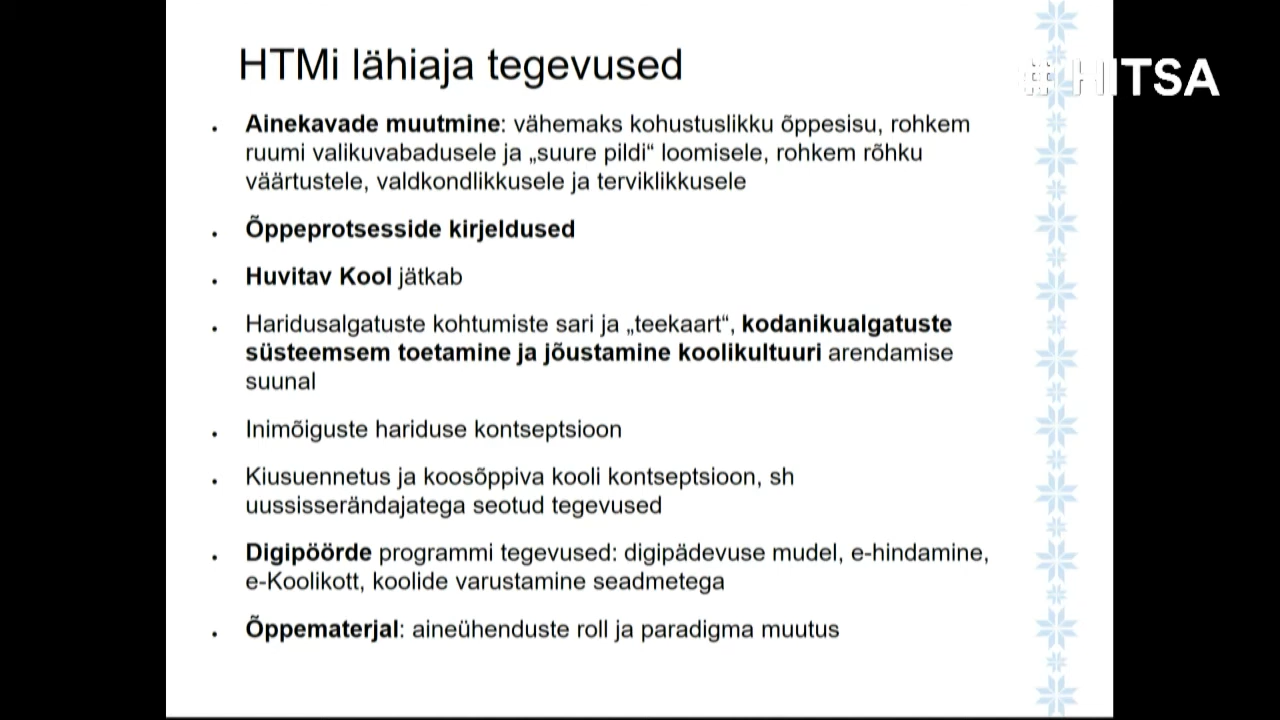 HTMi lähiaja tegevused
# HITSA
• Ainekavade muutmine: vähemaks kohustuslikku õppesisu, rohkem
ruumi valikuvabadusele ja „suure pildi“ loomisele, rohkem rõhku
väärtustele, valdkondlikkusele ja terviklikkusele
• Õppeprotsesside kirjeldused
• Huvitav Kool jätkab
• Haridusalgatuste kohtumiste sari ja „teekaart“, kodanikualgatuste
süsteemsem toetamine ja jõustamine koolikultuuri arendamise
suunal
• Inimõiguste hariduse kontseptsioon
• Kiusuennetus ja koosõppiva kooli kontseptsioon, sh
uussisserändajatega seotud tegevused
• Digipöörde programmi tegevused: digipädevuse mudel, e-hindamine,
e-Koolikott, koolide varustamine seadmetega
• Õppematerjal: aineühenduste roll ja paradigma muutus